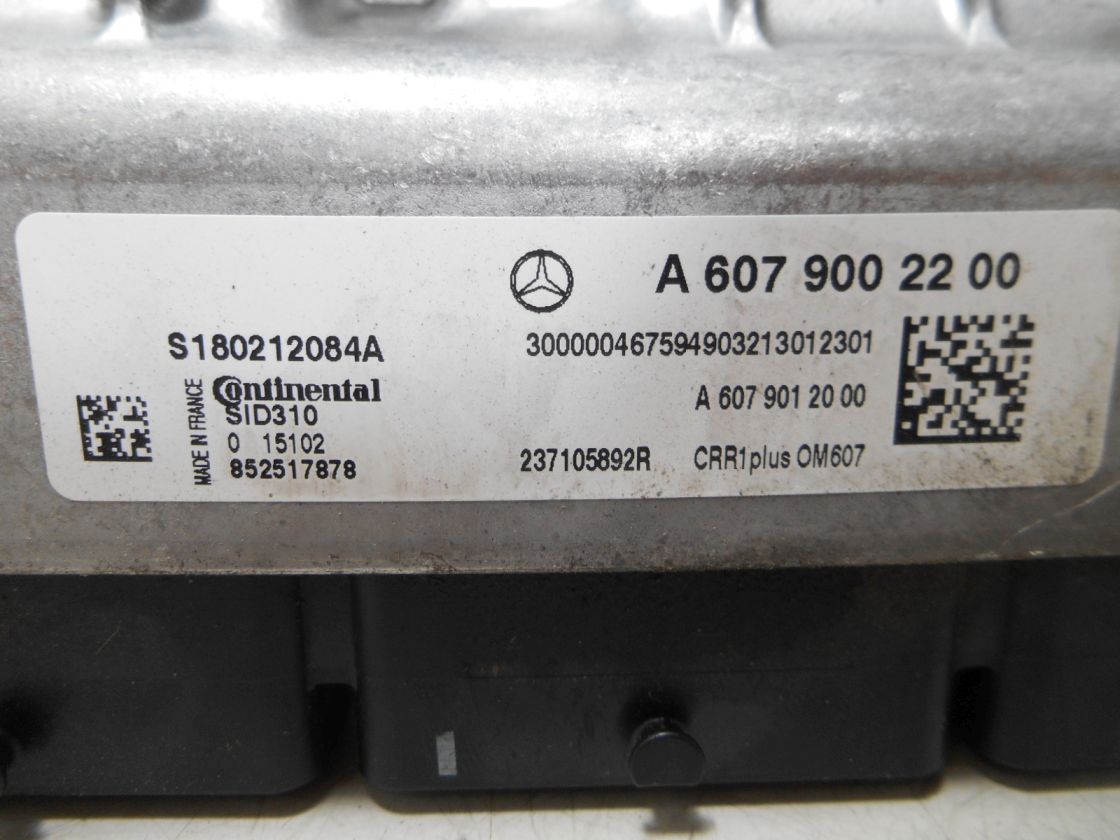 A 607 900 22 00
S180212084A
300000467594903213012301
MADE IN FRANCE
Continental
SID310
0 15102
852517878
A 607 901 20 00
237105892R
CRR1plus OM607